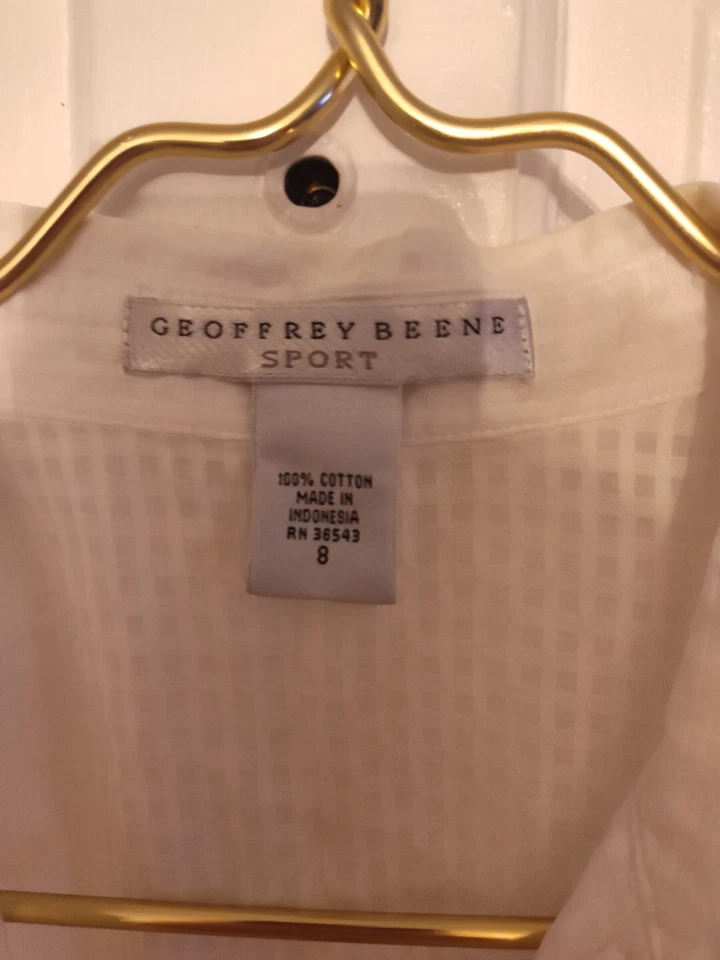 GEOFFREY BEENE
SPORT
100% COTTON
MADE IN
INDONESIA
RN 36543
8